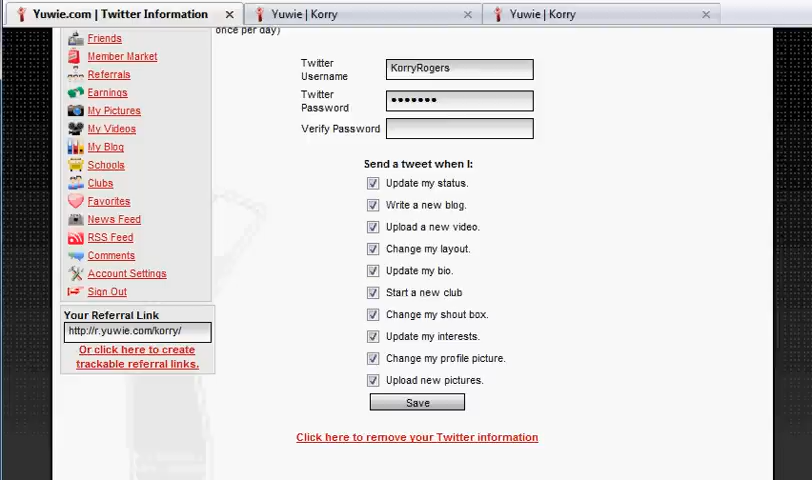 Yuwie.com | Twitter Information
Yuwie | Korry
Yuwie | Korry
once per day)
Friends
Member Market
Referrals
Earnings
My Pictures
My Videos
My Blog
Schools
Clubs
Favorites
News Feed
RSS Feed
Comments
Account Settings
Sign Out
Your Referral Link
http://r.yuwie.com/korry/
Or click here to create
trackable referral links.
Twitter
Username
KorryRogers
Twitter
Password
•••••••
Verify Password
Send a tweet when I:
Update my status.
Write a new blog.
Upload a new video.
Change my layout.
Update my bio.
Start a new club
Change my shout box.
Update my interests.
Change my profile picture.
Upload new pictures.
Save
Click here to remove your Twitter information